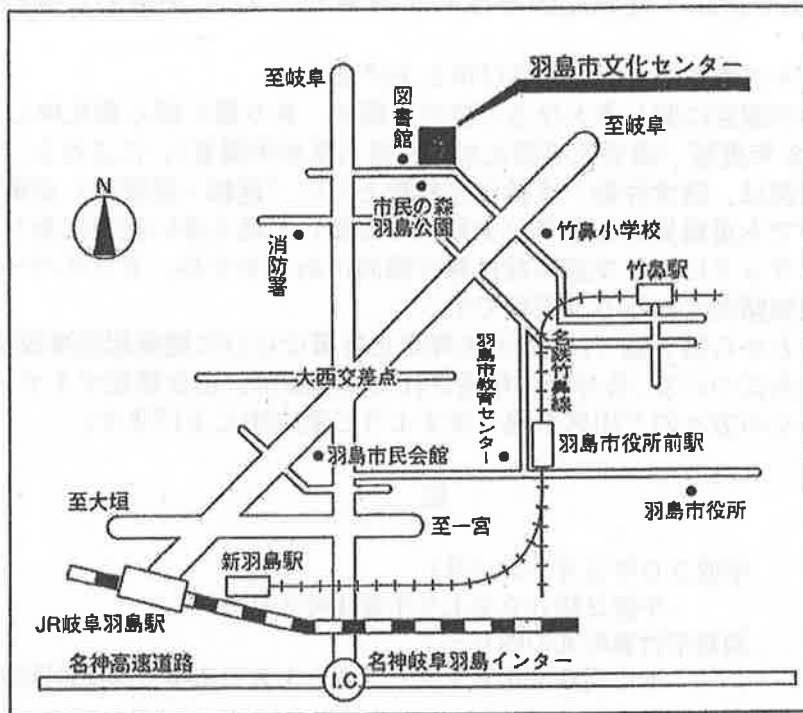 羽島市文化センター
至岐阜
図書館
至岐阜
N
市民の森
羽島公園
竹鼻小学校
消防署
竹鼻駅
名鉄竹鼻線
大西交差点
羽島市教育センター
羽島市民会館
羽島市役所前駅
至大垣
羽島市役所
至一宮
新羽島駅
JR岐阜羽島駅
名神高速道路
I.C
名神岐阜羽島インター